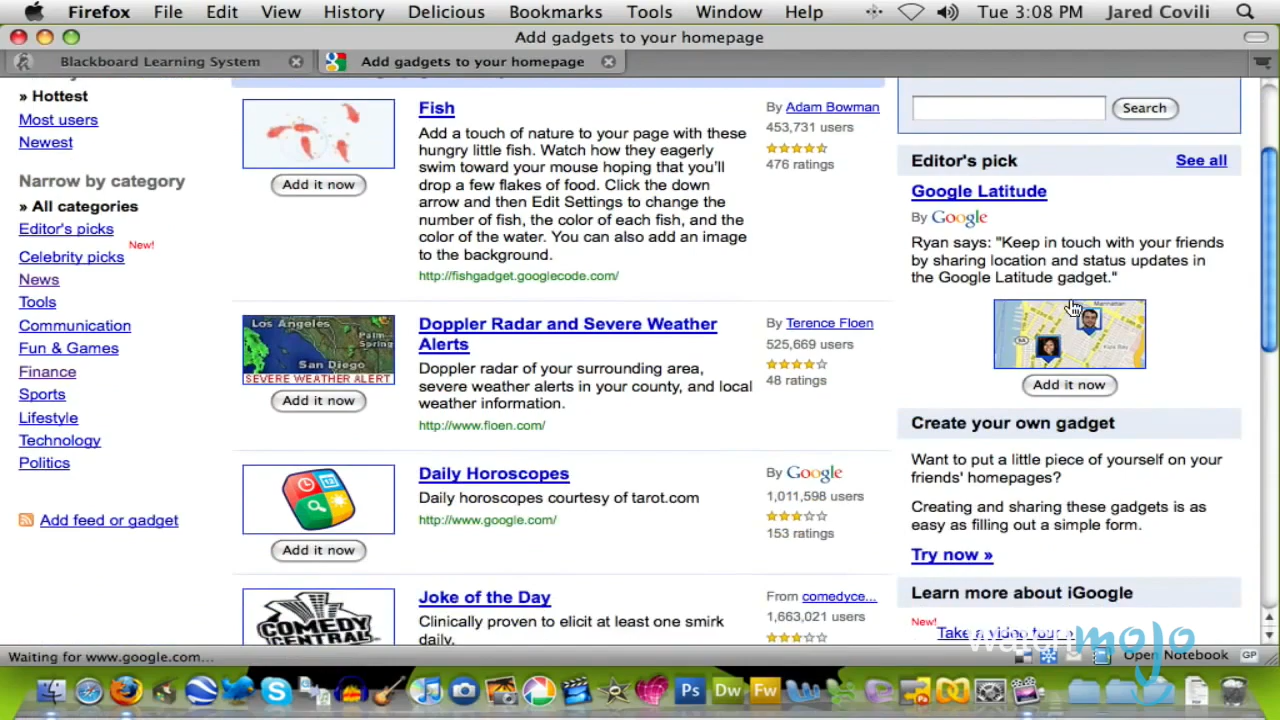 Firefox File Edit View History Delicious Bookmarks Tools Window Help Tue 3:08 PM Jared Covili
Add gadgets to your homepage
Blackboard Learning System
Add gadgets to your homepage
» Hottest
Most users
Newest
Narrow by category
» All categories
Editor's picks
New!
Celebrity picks
News
Tools
Communication
Fun & Games
Finance
Sports
Lifestyle
Technology
Politics
Add feed or gadget
Add it now
Fish
Add a touch of nature to your page with these
hungry little fish. Watch how they eagerly
swim toward your mouse hoping that you'll
drop a few flakes of food. Click the down
arrow and then Edit Settings to change the
number of fish, the color of each fish, and the
color of the water. You can also add an image
to the background.
http://fishgadget.googlecode.com/
By Adam Bowman
453,731 users
476 ratings
Los Angeles
Palm
Spring
San Diego
SEVERE WEATHER ALERT
Add it now
Doppler Radar and Severe Weather
Alerts
Doppler radar of your surrounding area,
severe weather alerts in your county, and local
weather information.
http://www.floen.com/
By Terence Floen
525,669 users
48 ratings
12
Add it now
Daily Horoscopes
Daily horoscopes courtesy of tarot.com
http://www.google.com/
By Google
1,011,598 users
153 ratings
COMEDY
CENTRAL
Joke of the Day
Clinically proven to elicit at least one smirk
daily.
From comedyce...
1,663,021 users
Search
Editor's pick See all
Google Latitude
By Google
Ryan says: "Keep in touch with your friends
by sharing location and status updates in
the Google Latitude gadget."
Manhattan
Add it now
Create your own gadget
Want to put a little piece of yourself on your
friends' homepages?
Creating and sharing these gadgets is as
easy as filling out a simple form.
Try now »
Learn more about iGoogle
New!
Take a video tour »
watchmojo
Waiting for www.google.com...
Open Notebook GP
Ps Dw Fw